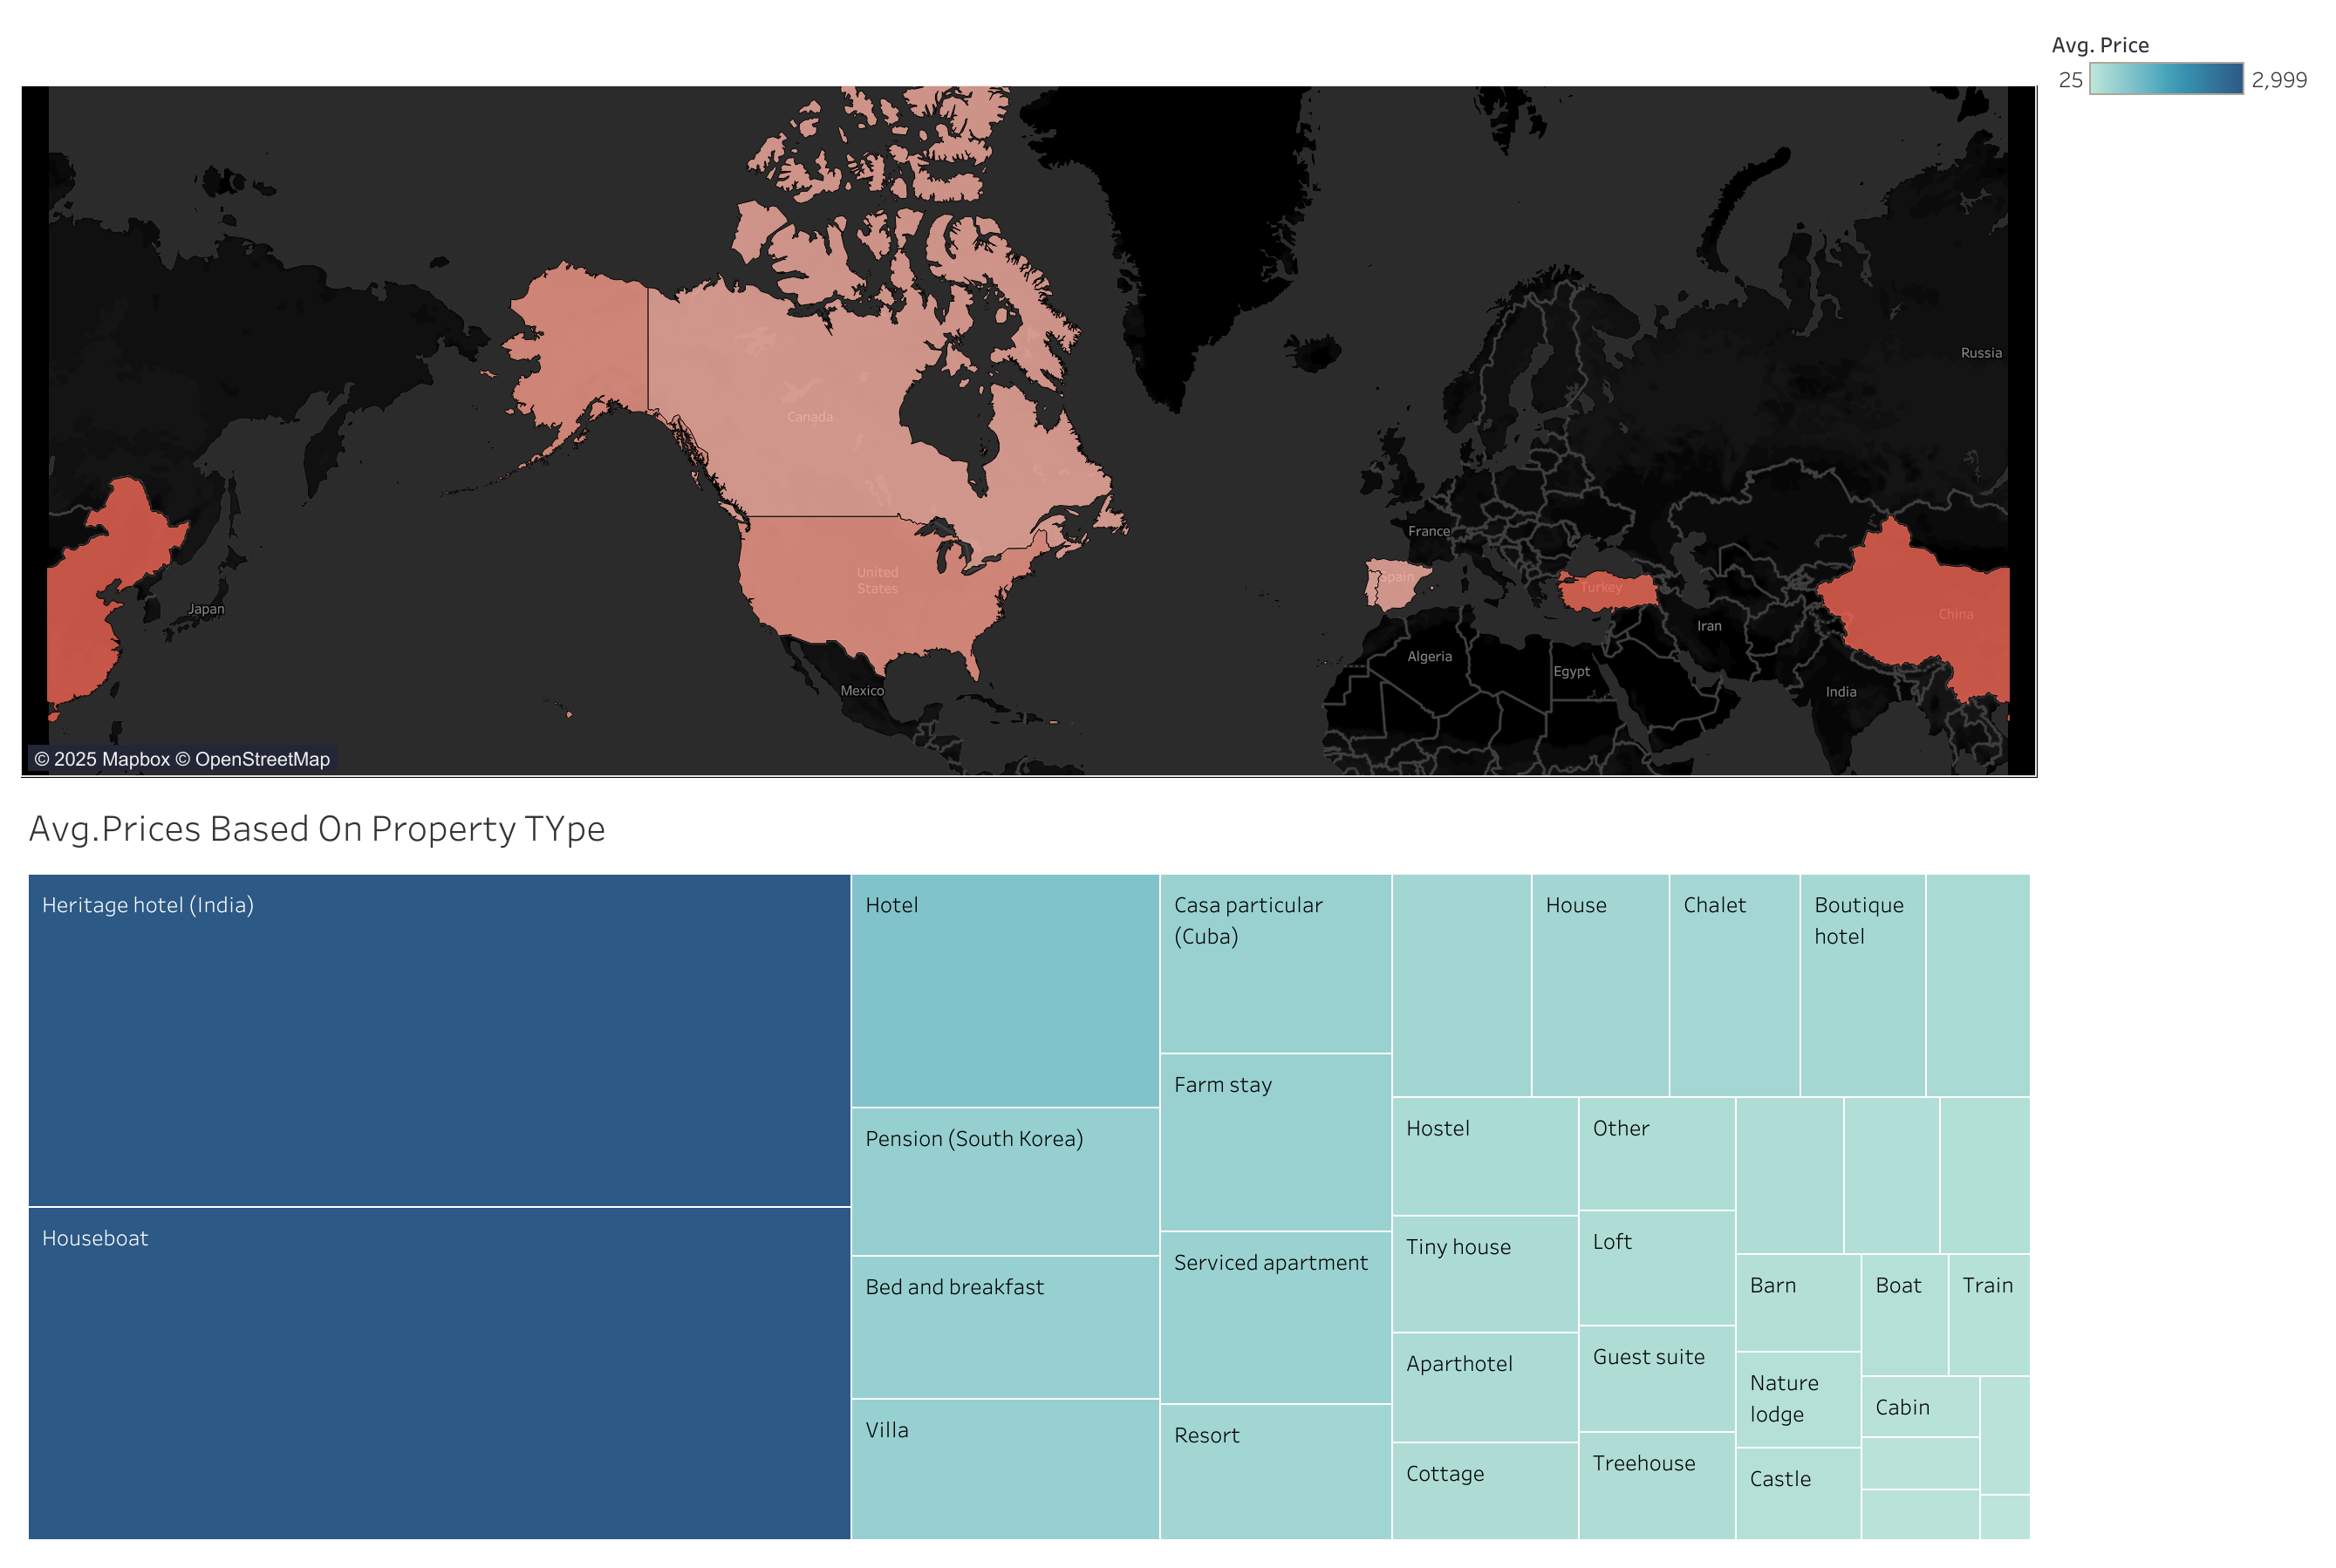 Avg. Price
25
2,999
Russia
Canada
France
United
States
Spain
Turkey
Japan
China
Iran
Algeria
Egypt
Mexico
India
© 2025 Mapbox © OpenStreetMap
Avg.Prices Based On Property TYpe
Heritage hotel (India)
Houseboat
Hotel
Pension (South Korea)
Bed and breakfast
Villa
Casa particular
(Cuba)
Farm stay
Serviced apartment
Resort
House
Chalet
Boutique
hotel
Hostel
Tiny house
Aparthotel
Cottage
Other
Loft
Guest suite
Treehouse
Barn
Nature
lodge
Castle
Boat
Train
Cabin